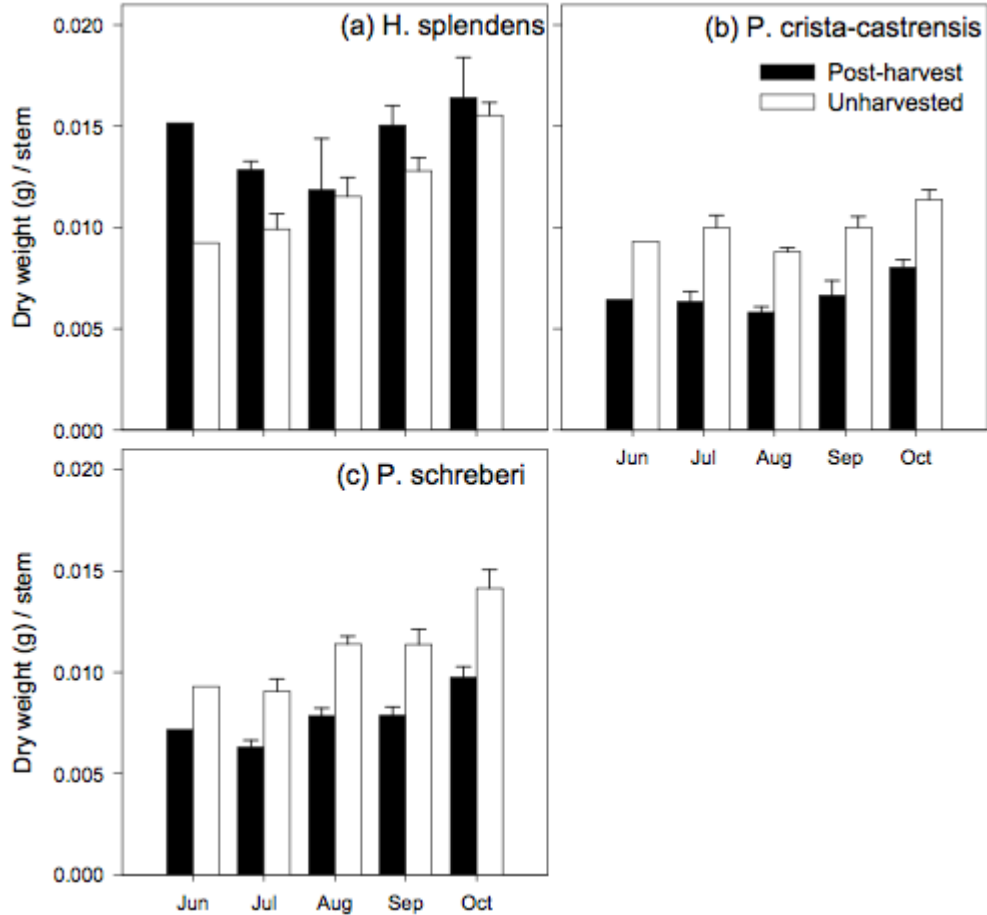 (a) H. splendens
Dry weight (g) / stem
0.020
0.015
0.010
0.005
0.000
(b) P. crista-castrensis
Post-harvest
Unharvested
Jun Jul Aug Sep Oct
(c) P. schreberi
Dry weight (g) / stem
0.020
0.015
0.010
0.005
0.000
Jun Jul Aug Sep Oct